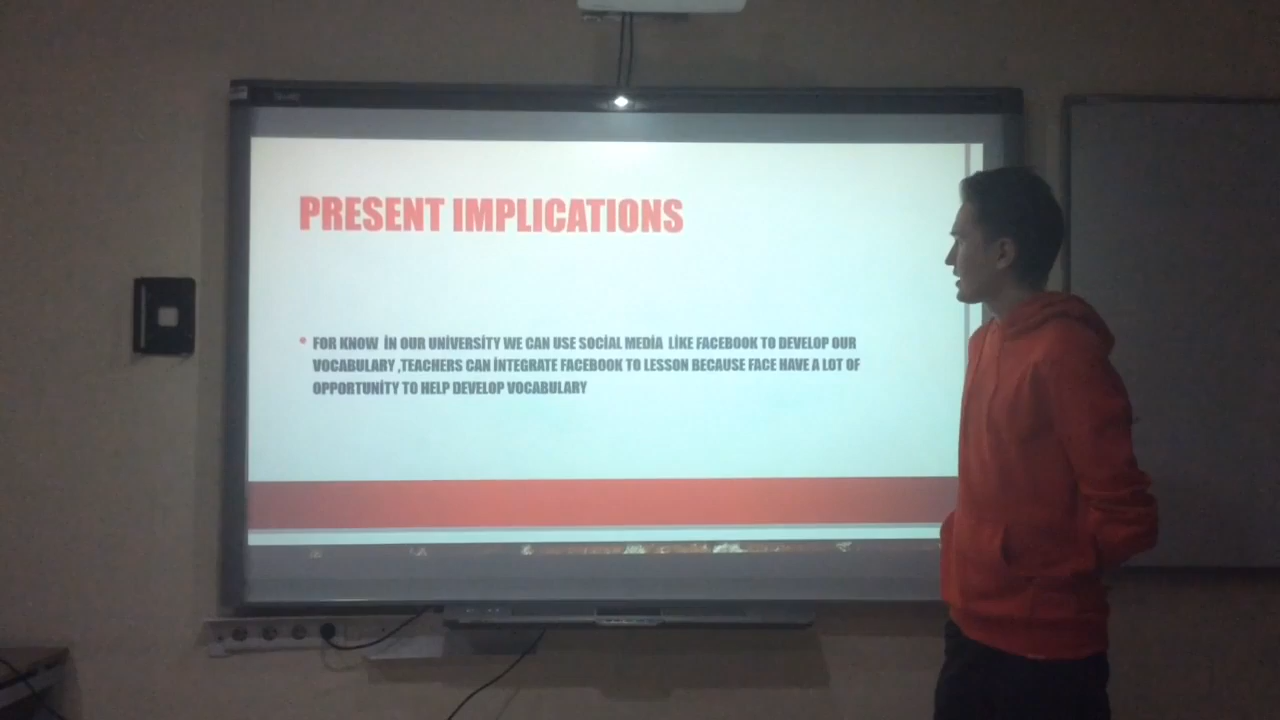 PRESENT IMPLICATIONS
• FOR KNOW İN OUR UNİVERSİTY WE CAN USE SOCİAL MEDİA LİKE FACEBOOK TO DEVELOP OUR
VOCABULARY ,TEACHERS CAN İNTEGRATE FACEBOOK TO LESSON BECAUSE FACE HAVE A LOT OF
OPPORTUNİTY TO HELP DEVELOP VOCABULARY